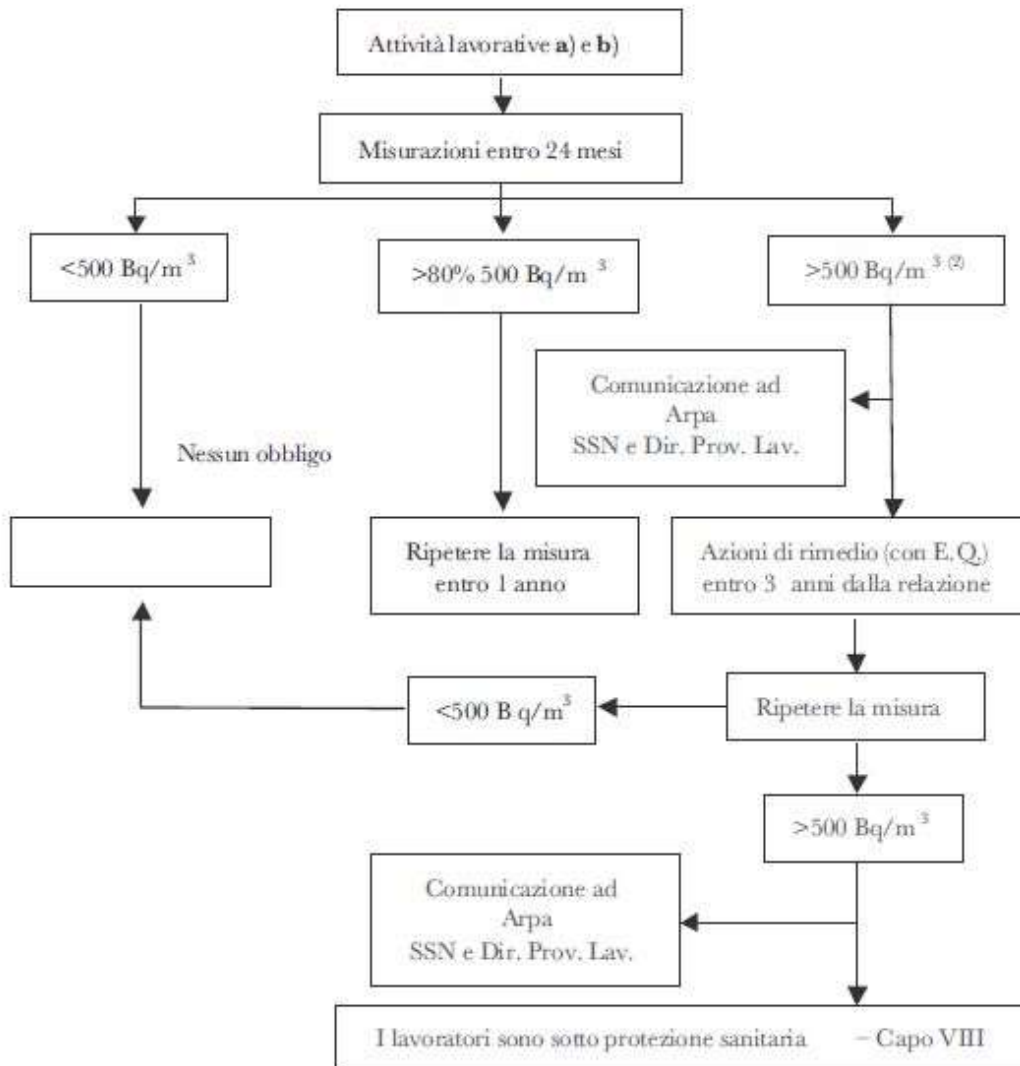 Attività lavorative a) e b)
Misurazioni entro 24 mesi
<500 Bq/m 3
>80% 500 Bq/m 3
>500 Bq/m 3 (2)
Comunicazione ad
Arpa
SSN e Dir. Prov. Lav.
Nessun obbligo
Ripetere la misura
entro 1 anno
Azioni di rimedio (con E.Q.)
entro 3 anni dalla relazione
<500 B q/m3
Ripetere la misura
>500 Bq/m 3
Comunicazione ad
Arpa
SSN e Dir. Prov. Lav.
I lavoratori sono sotto protezione sanitaria – Capo VIII